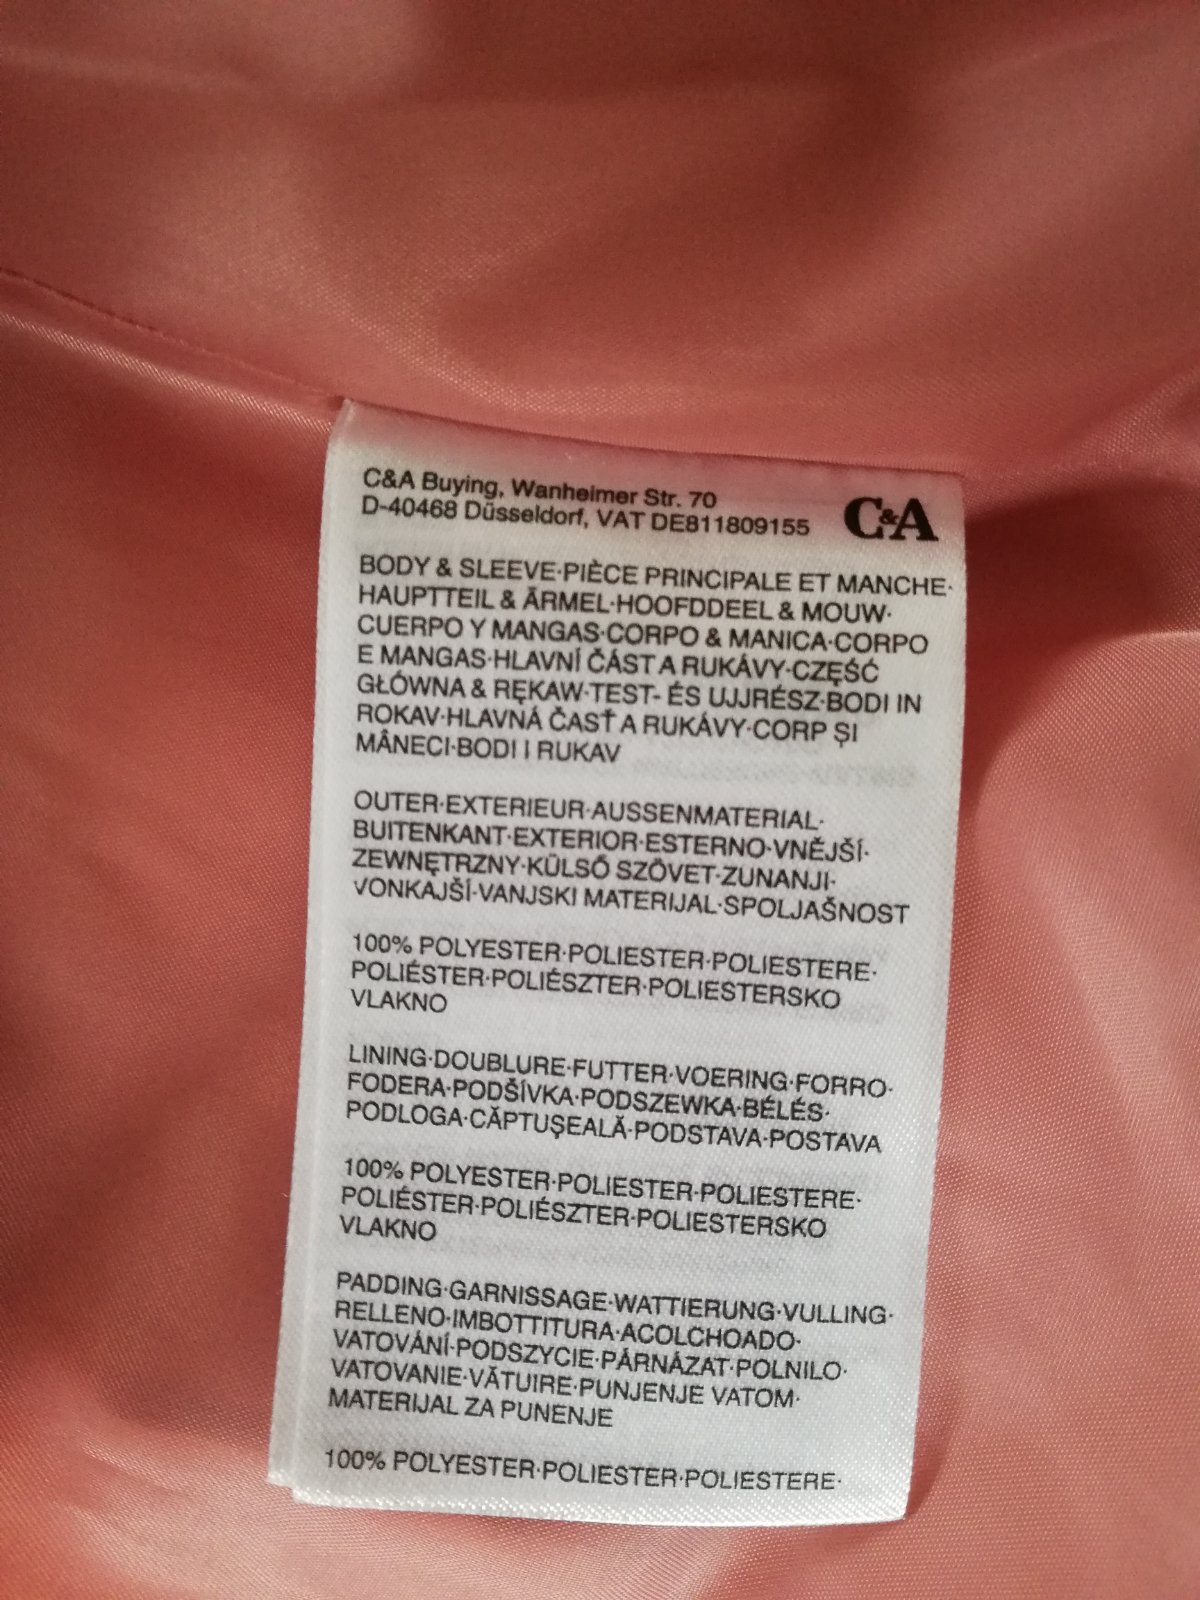 C&A Buying, Wanheimer Str. 70
D-40468 Düsseldorf, VAT DE811809155
C&A
BODY & SLEEVE·PIÈCE PRINCIPALE ET MANCHE·
HAUPTTEIL & ÄRMEL·HOOFDDEEL & MOUW·
CUERPO Y MANGAS·CORPO & MANICA·CORPO
E MANGAS·HLAVNÍ ČÁST A RUKÁVY·CZĘŚĆ
GŁÓWNA & RĘKAW·TEST- ÉS UJJRÉSZ·BODI IN
ROKAV·HLAVNÁ ČASŤ A RUKÁVY·CORP ȘI
MÂNECI·BODI I RUKAV
OUTER·EXTERIEUR·AUSSENMATERIAL·
BUITENKANT·EXTERIOR·ESTERNO·VNĚJŠÍ·
ZEWNĘTRZNY·KÜLSŐ SZÖVET·ZUNANJI·
VONKAJŠÍ·VANJSKI MATERIJAL·SPOLJAŠNOST
100% POLYESTER·POLIESTER·POLIESTERE·
POLIÉSTER·POLIÉSZTER·POLIESTERSKO
VLAKNO
LINING·DOUBLURE·FUTTER·VOERING·FORRO·
FODERA·PODŠÍVKA·PODSZEWKA·BÉLÉS·
PODLOGA·CĂPTUȘEALĂ·PODSTAVA·POSTAVA
100% POLYESTER·POLIESTER·POLIESTERE·
POLIÉSTER·POLIÉSZTER·POLIESTERSKO
VLAKNO
PADDING·GARNISSAGE·WATTIERUNG·VULLING·
RELLENO·IMBOTTITURA·ACOLCHOADO·
VATOVÁNÍ·PODSZYCIE·PÁRNÁZAT·POLNILO·
VATOVANIE·VĂTUIRE·PUNJENJE VATOM·
MATERIJAL ZA PUNENJE
100% POLYESTER·POLIESTER·POLIESTERE·